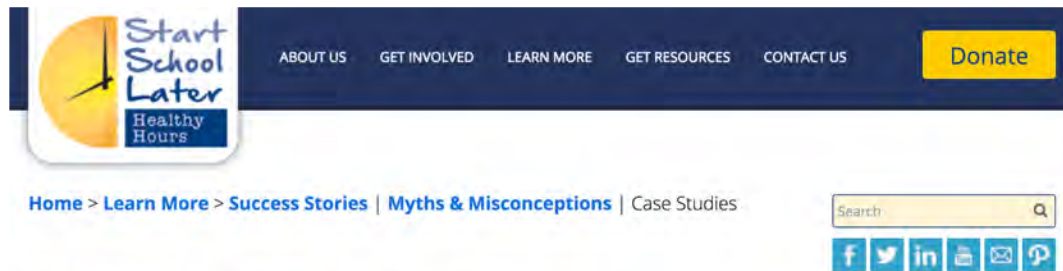 Start
School
Later
Healthy
Hours
ABOUT US GET INVOLVED LEARN MORE GET RESOURCES CONTACT US Donate
Home > Learn More > Success Stories | Myths & Misconceptions | Case Studies
Search